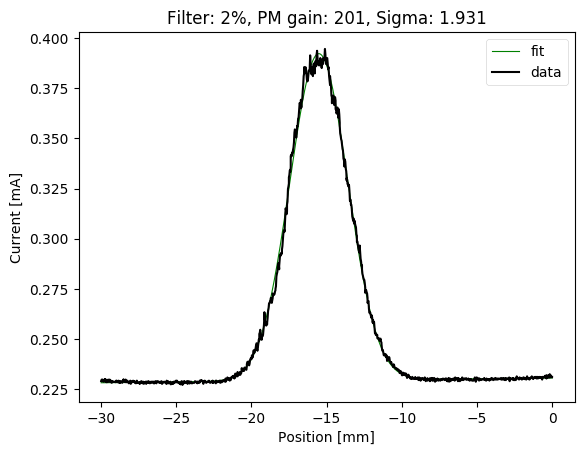 Filter: 2%, PM gain: 201, Sigma: 1.931
fit
data
Current [mA]
0.400
0.375
0.350
0.325
0.300
0.275
0.250
0.225
−30 −25 −20 −15 −10 −5 0
Position [mm]